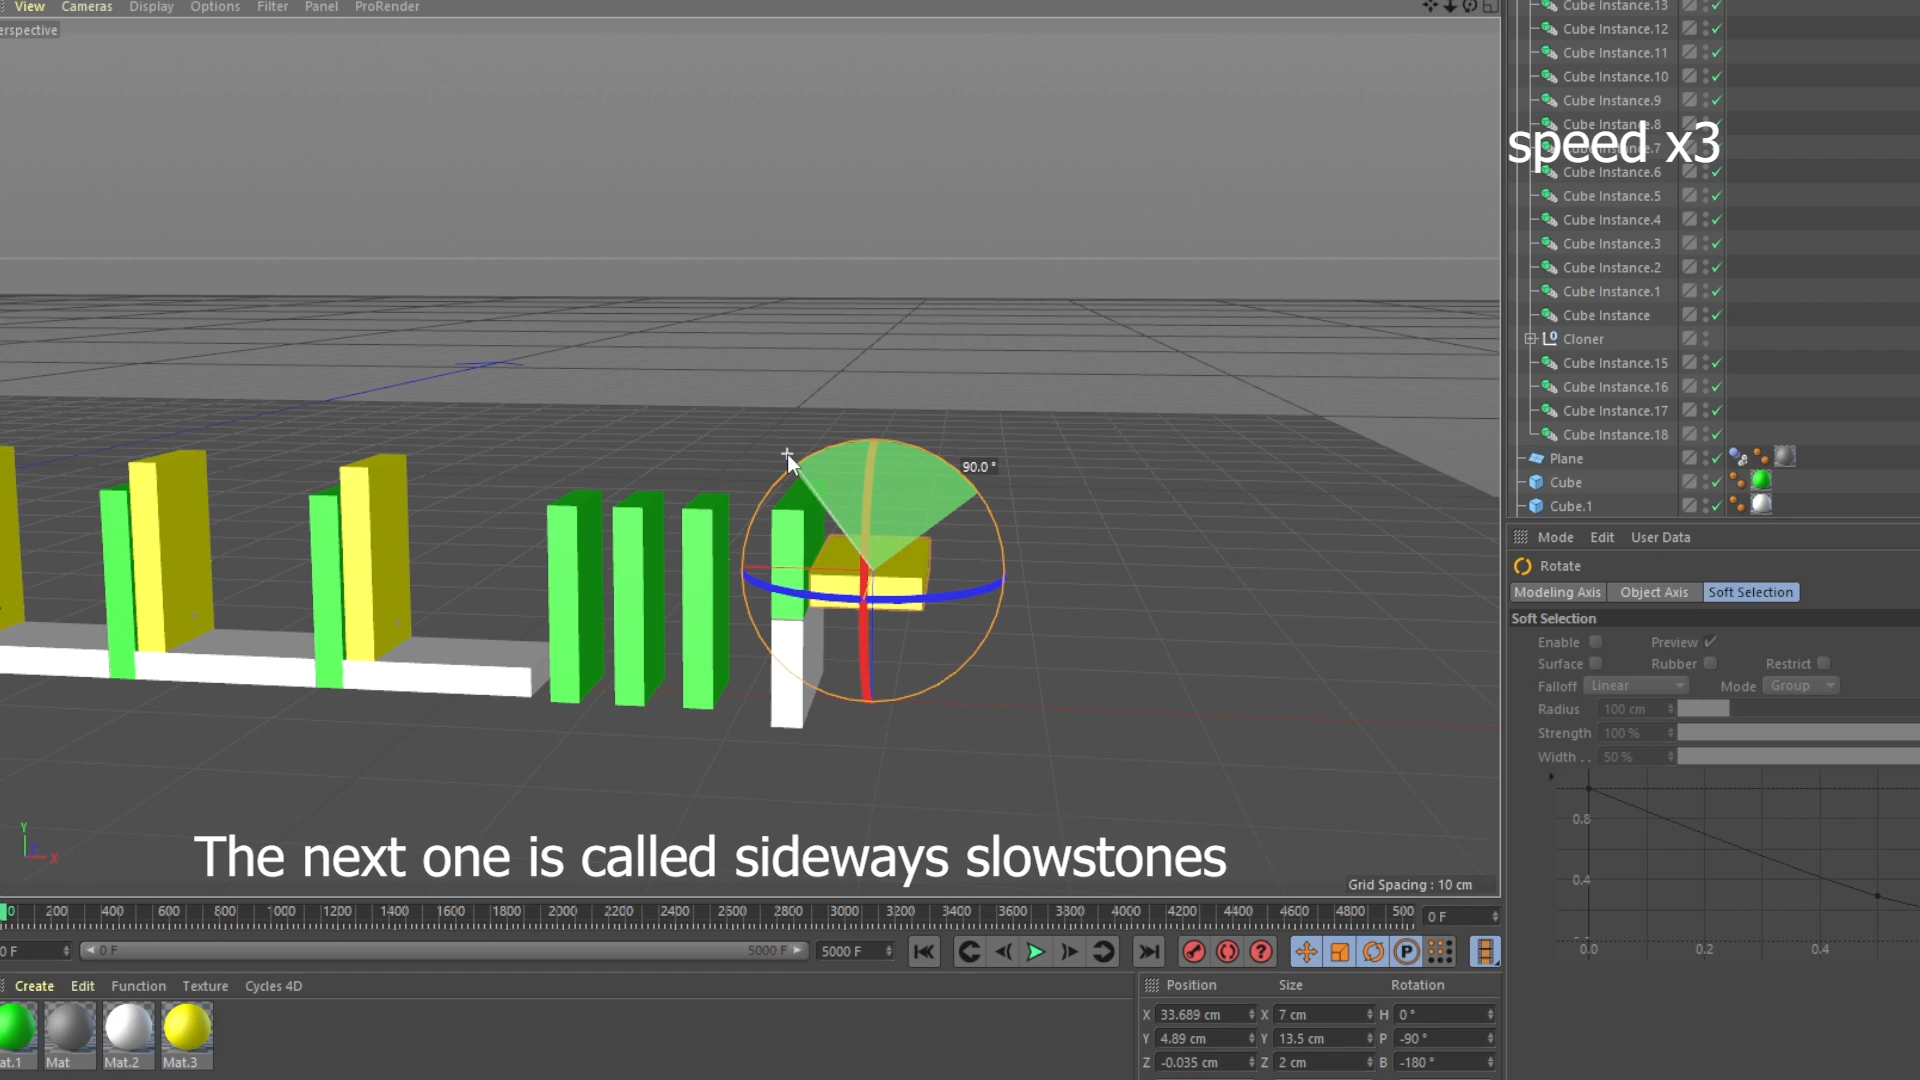 View Cameras Display Options Filter Panel ProRender
erspective
Cube Instance.13
Cube Instance.12
Cube Instance.11
Cube Instance.10
Cube Instance.9
Cube Instance.8
speed x3
Cube Instance.7
Cube Instance.6
Cube Instance.5
Cube Instance.4
Cube Instance.3
Cube Instance.2
Cube Instance.1
Cube Instance
Cloner
Cube Instance.15
Cube Instance.16
Cube Instance.17
Cube Instance.18
Plane
Cube
Cube.1
90.0°
Mode Edit User Data
Rotate
Modeling Axis Object Axis Soft Selection
Soft Selection
Enable Preview
Surface Rubber Restrict
Falloff Linear Mode Group
Radius 100 cm
Strength 100 %
Width . . 50 %
0.8
0.4
0.0 0.2 0.4
Y
Z X
The next one is called sideways slowstones
Grid Spacing : 10 cm
0 200 400 600 800 1000 1200 1400 1600 1800 2000 2200 2400 2500 2800 3000 3200 3400 3600 3300 4000 4200 4400 4600 4800 500 0 F
0 F 0 F 5000 F 5000 F
P
Create Edit Function Texture Cycles 4D
at.1 Mat Mat.2 Mat.3
Position Size Rotation
X 33.689 cm X 7 cm H 0 °
Y 4.89 cm Y 13.5 cm P -90 °
Z -0.035 cm Z 2 cm B -180 °